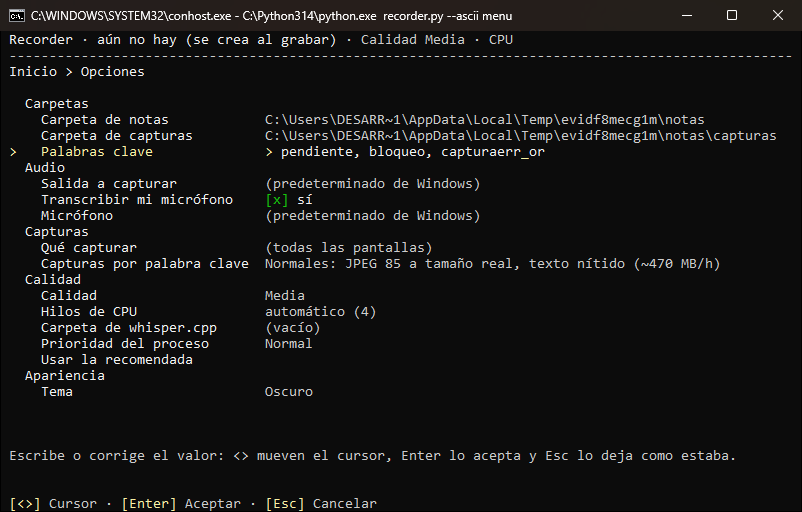 C:\WINDOWS\SYSTEM32\conhost.exe - C:\Python314\python.exe recorder.py --ascii menu
Recorder · aún no hay (se crea al grabar) · Calidad Media · CPU
--------------------------------------------------------------------------------------------------
Inicio > Opciones
Carpetas
Carpeta de notas C:\Users\DESARR~1\AppData\Local\Temp\evidf8mecg1m\notas
Carpeta de capturas C:\Users\DESARR~1\AppData\Local\Temp\evidf8mecg1m\notas\capturas
> Palabras clave > pendiente, bloqueo, capturaerr_or
Audio
Salida a capturar (predeterminado de Windows)
Transcribir mi micrófono [x] sí
Micrófono (predeterminado de Windows)
Capturas
Qué capturar (todas las pantallas)
Capturas por palabra clave Normales: JPEG 85 a tamaño real, texto nítido (~470 MB/h)
Calidad
Calidad Media
Hilos de CPU automático (4)
Carpeta de whisper.cpp (vacío)
Prioridad del proceso Normal
Usar la recomendada
Apariencia
Tema Oscuro
Escribe o corrige el valor: <> mueven el cursor, Enter lo acepta y Esc lo deja como estaba.
[<>] Cursor · [Enter] Aceptar · [Esc] Cancelar